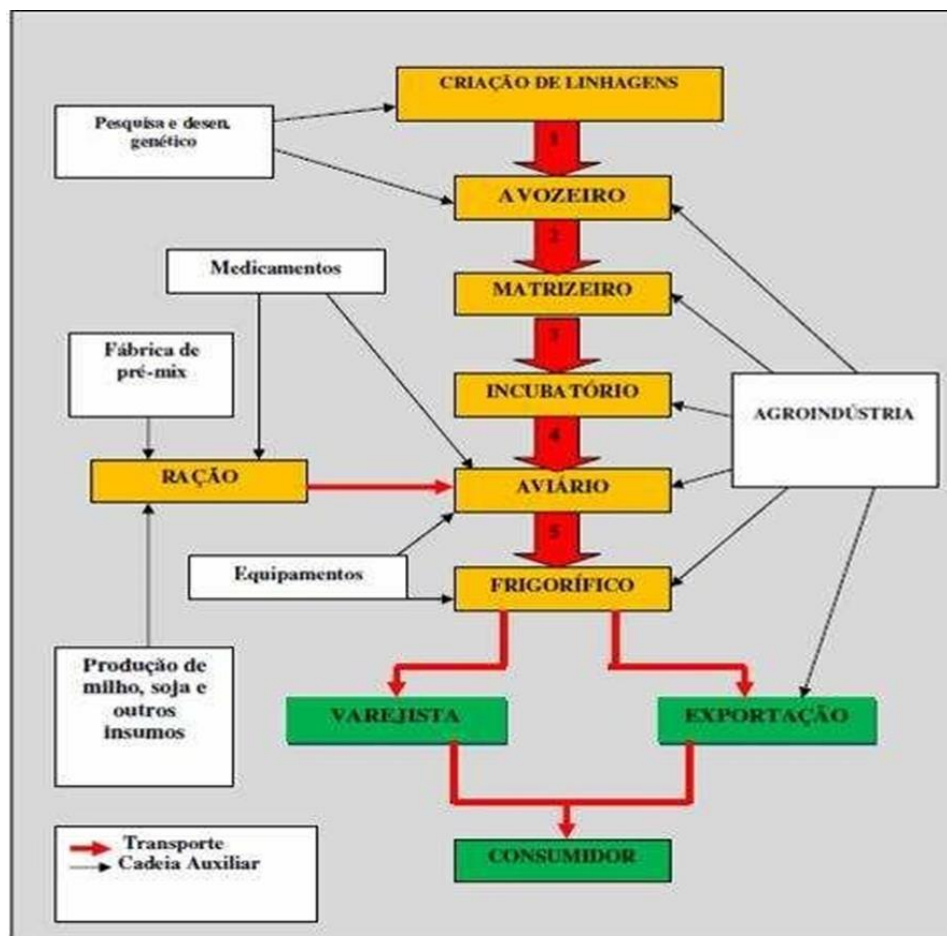 CRIAÇÃO DE LINHAGENS
Pesquisa e desen.
genético
1
AVOZEIRO
2
Medicamentos
MATRIZEIRO
3
Fábrica de
pré-mix
INCUBATÓRIO
AGROINDÚSTRIA
4
RAÇÃO
AVIÁRIO
5
Equipamentos
FRIGORÍFICO
Produção de
milho, soja e
outros
insumos
VAREJISTA
EXPORTAÇÃO
Transporte
Cadeia Auxiliar
CONSUMIDOR